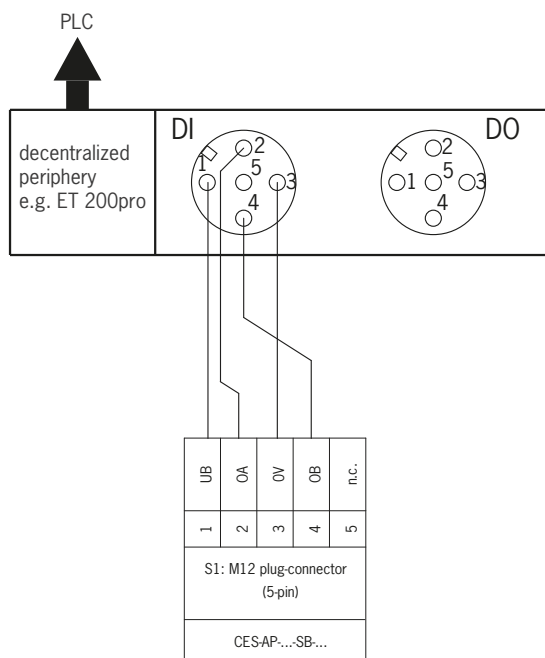 PLC
decentralized
periphery
e.g. ET 200pro
DI
1
2
5
3
4
DO
2
1
5
3
4
UB
OA
0V
OB
n.c.
1
2
3
4
5
S1: M12 plug-connector
(5-pin)
CES-AP-...-SB-...